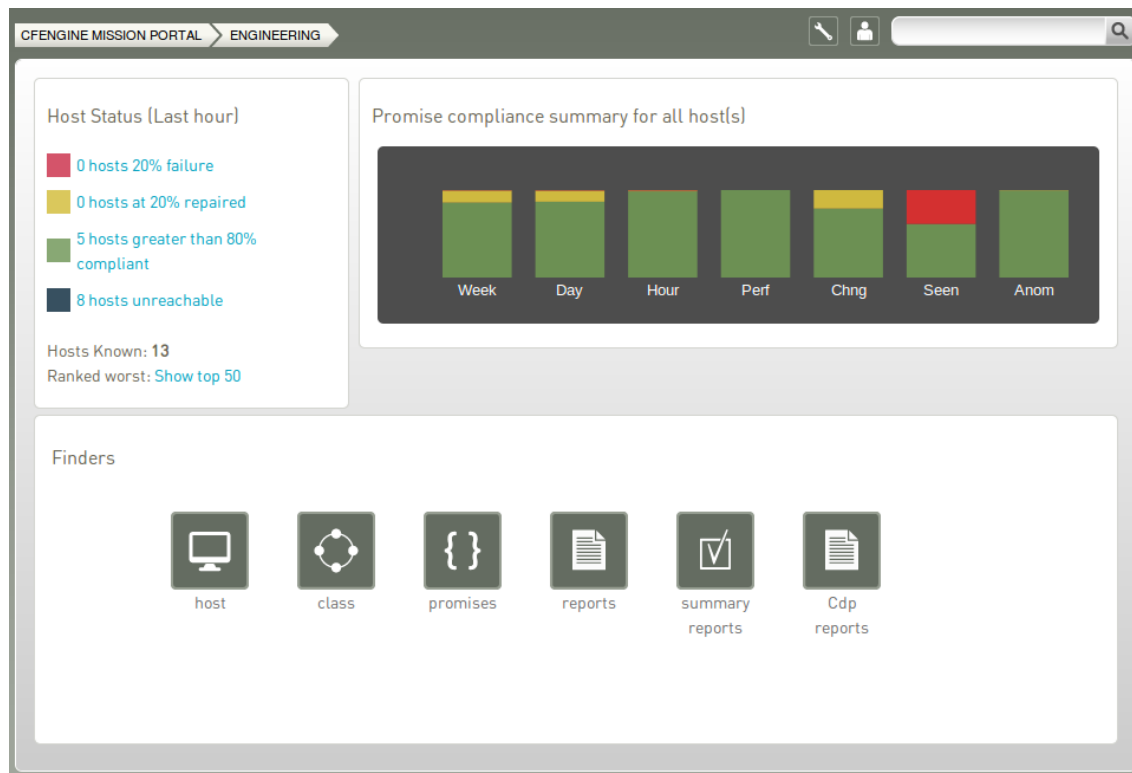 CFENGINE MISSION PORTAL
ENGINEERING
Host Status (Last hour)
0 hosts 20% failure
0 hosts at 20% repaired
5 hosts greater than 80%
compliant
8 hosts unreachable
Hosts Known: 13
Ranked worst: Show top 50
Promise compliance summary for all host(s)
Week Day Hour Perf Chng Seen Anom
Finders
host class promises reports summary reports Cdp reports